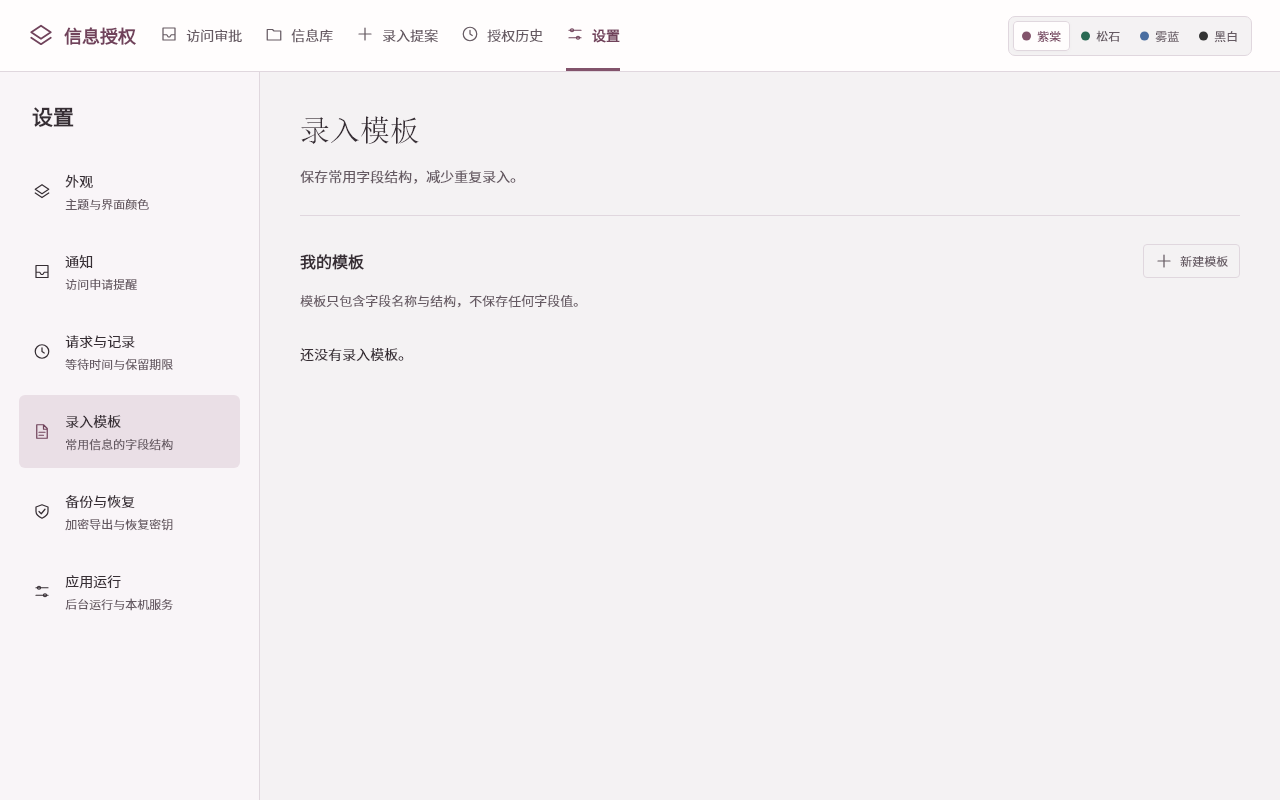 信息授权
访问审批
信息库
录入提案
授权历史
设置
紫棠
松石
雾蓝
黑白
设置
外观
主题与界面颜色
通知
访问申请提醒
请求与记录
等待时间与保留期限
录入模板
常用信息的字段结构
备份与恢复
加密导出与恢复密钥
应用运行
后台运行与本机服务
录入模板
保存常用字段结构，减少重复录入。
我的模板
新建模板
模板只包含字段名称与结构，不保存任何字段值。
还没有录入模板。